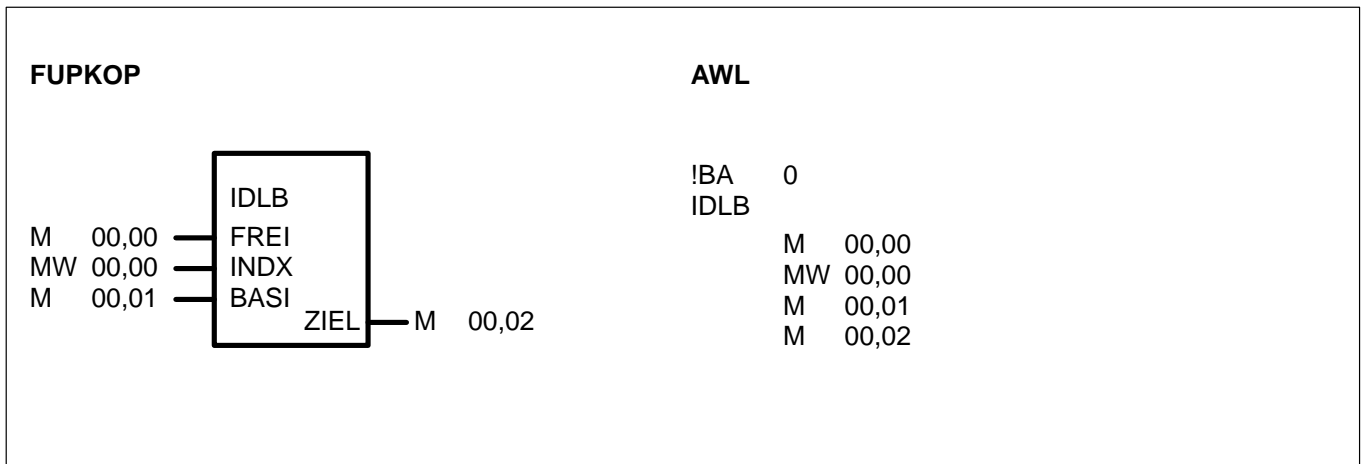 FUPKOP AWL
!BA 0
IDLB IDLB
M 00,00 FREI M 00,00
MW 00,00 INDX MW 00,00
M 00,01 BASI M 00,01
ZIEL M 00,02 M 00,02